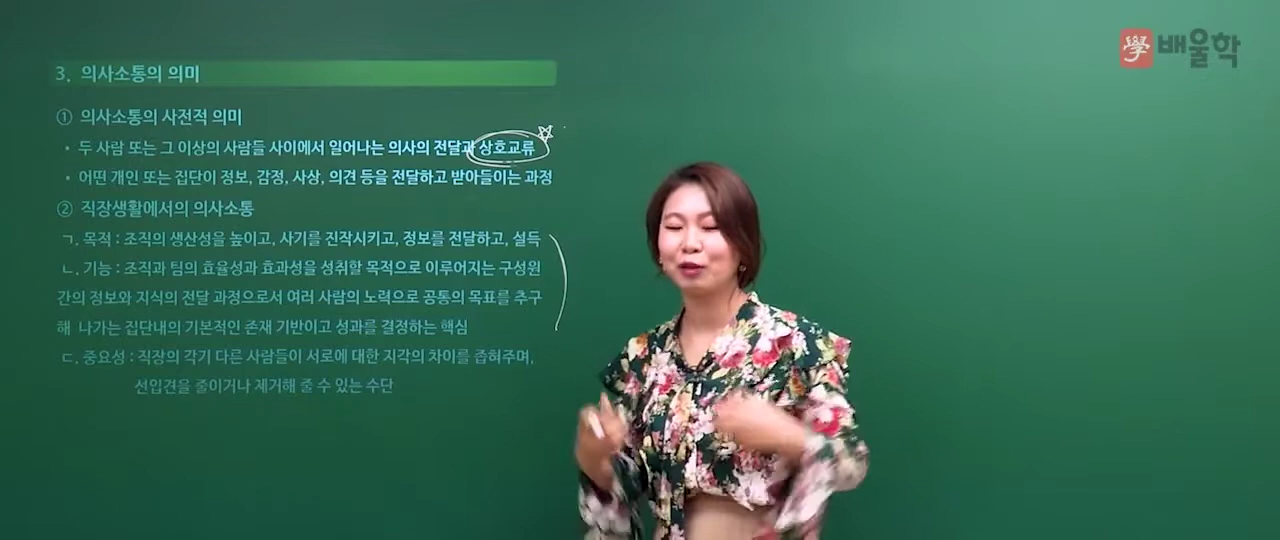 學 배울학
3. 의사소통의 의미
① 의사소통의 사전적 의미
• 두 사람 또는 그 이상의 사람들 사이에서 일어나는 의사의 전달과 상호교류
• 어떤 개인 또는 집단이 정보, 감정, 사상, 의견 등을 전달하고 받아들이는 과정
② 직장생활에서의 의사소통
ㄱ. 목적 : 조직의 생산성을 높이고, 사기를 진작시키고, 정보를 전달하고, 설득
ㄴ. 기능 : 조직과 팀의 효율성과 효과성을 성취할 목적으로 이루어지는 구성원
간의 정보와 지식의 전달 과정으로서 여러 사람의 노력으로 공통의 목표를 추구
해 나가는 집단내의 기본적인 존재 기반이고 성과를 결정하는 핵심
ㄷ. 중요성 : 직장의 각기 다른 사람들이 서로에 대한 지각의 차이를 좁혀주며,
선입견을 줄이거나 제거해 줄 수 있는 수단